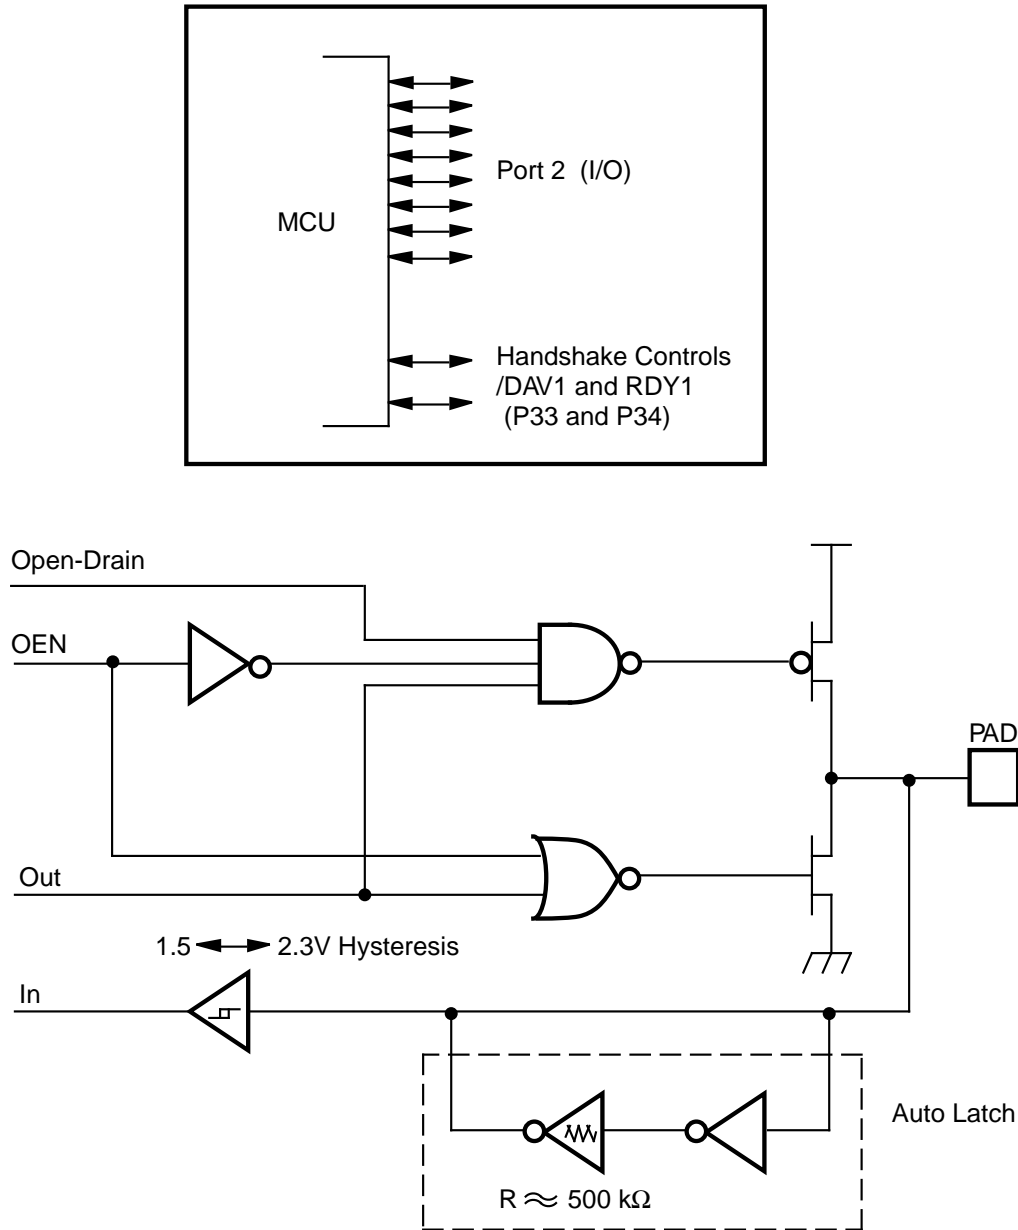 MCU
Port 2 (I/O)
Handshake Controls
/DAV1 and RDY1
(P33 and P34)
Open-Drain
OEN
PAD
Out
1.5 2.3V Hysteresis
In
Auto Latch
R ≈ 500 kΩ